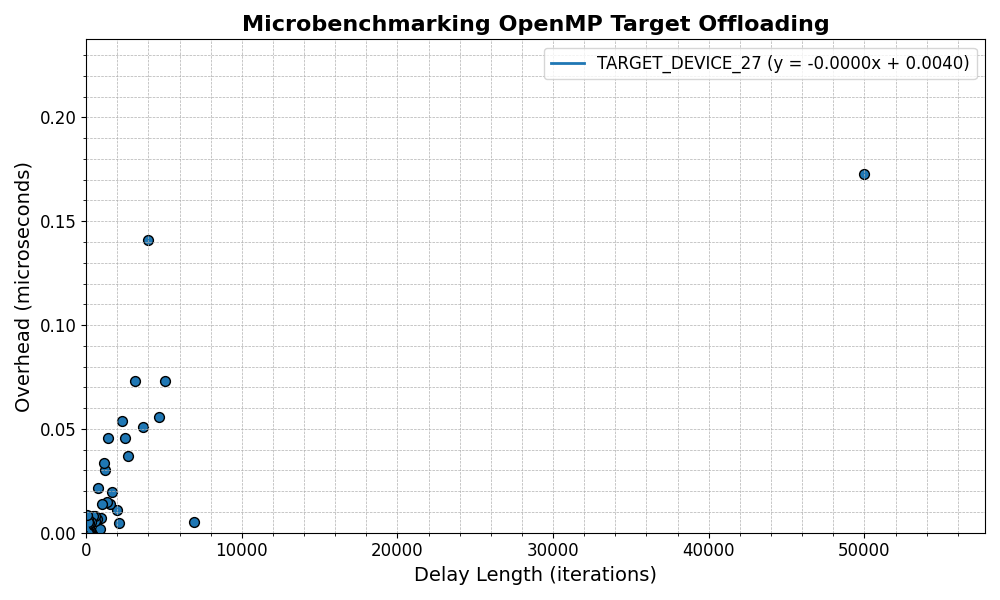 Microbenchmarking OpenMP Target Offloading
TARGET_DEVICE_27 (y = -0.0000x + 0.0040)
Overhead (microseconds)
0.20
0.15
0.10
0.05
0.00
0 10000 20000 30000 40000 50000
Delay Length (iterations)